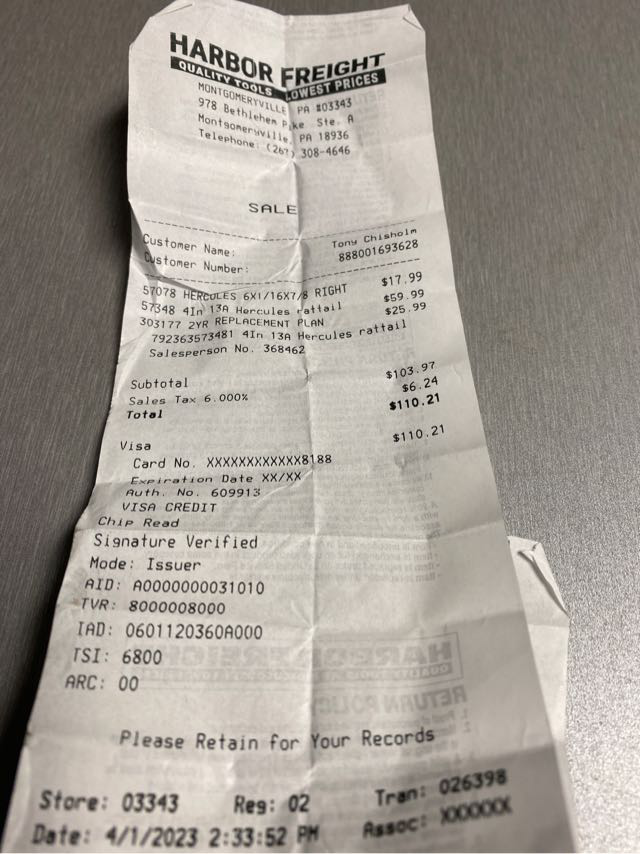 HARBOR FREIGHT
QUALITY TOOLS LOWEST PRICES
MONTGOMERYVILLE, PA #03343
978 Bethlehem Pike Ste. A
Montgomeryville, PA 18936
Telephone: (267) 308-4646
SALE
Customer Name: Tony Chisholm
Customer Number: 888001693628
57078 HERCULES 6X1/16X7/8 RIGHT $17.99
57348 4In 13A Hercules rattail $59.99
303177 2YR REPLACEMENT PLAN $25.99
792363573481 4In 13A Hercules rattail
Salesperson No. 368462
Subtotal $103.97
Sales Tax 6.000% $6.24
Total $110.21
Visa $110.21
Card No. XXXXXXXXXXXX8188
Expiration Date XX/XX
Auth. No. 609913
VISA CREDIT
Chip Read
Signature Verified
Mode: Issuer
AID: A0000000031010
TVR: 8000008000
IAD: 0601120360A000
TSI: 6800
ARC: 00
Please Retain for Your Records
Store: 03343 Reg: 02 Tran: 026398
Date: 4/1/2023 2:33:52 PM Assoc: XXXXXX